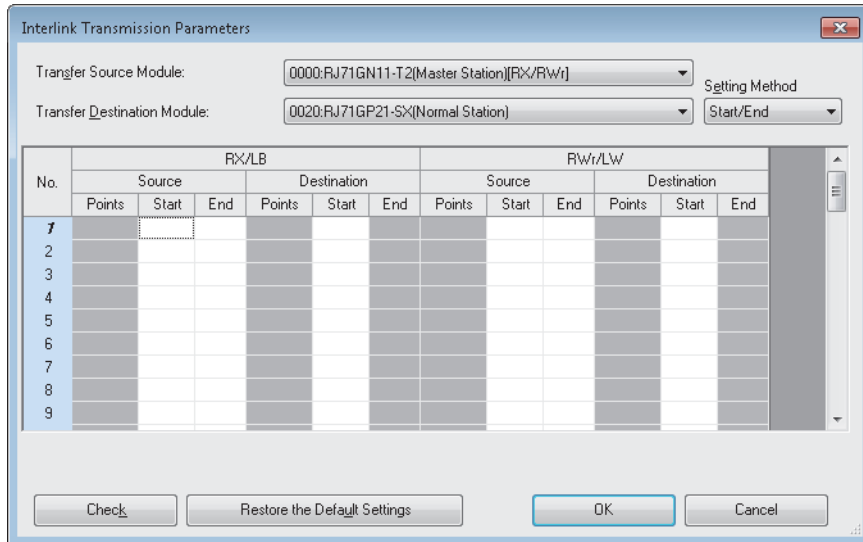 Interlink Transmission Parameters
Transfer Source Module: 0000:RJ71GN11-T2(Master Station)[RX/RWr]
Setting Method
Transfer Destination Module: 0020:RJ71GP21-SX(Normal Station) Start/End
No. RX/LB RWr/LW
Source Destination Source Destination
Points Start End Points Start End Points Start End Points Start End
1
2
3
4
5
6
7
8
9
Check Restore the Default Settings OK Cancel